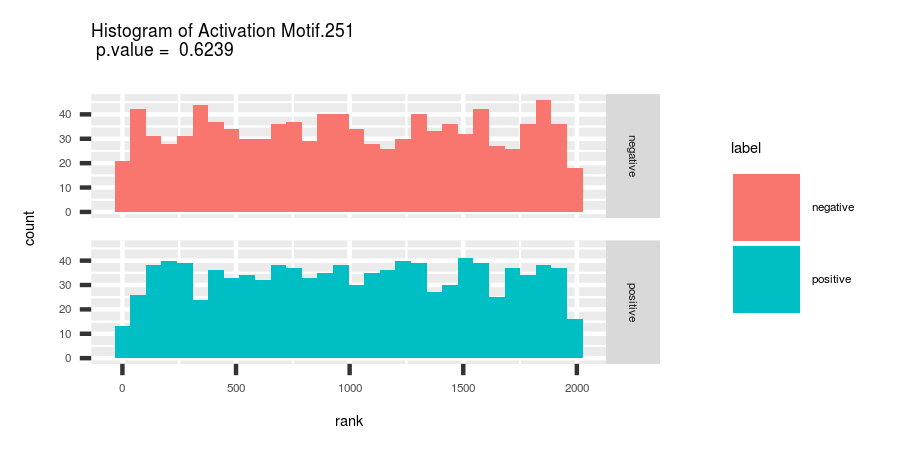 Histogram of Activation Motif.251
p.value = 0.6239
count
40
30
20
10
0
negative
40
30
20
10
0
positive
0 500 1000 1500 2000
rank
label
negative
positive